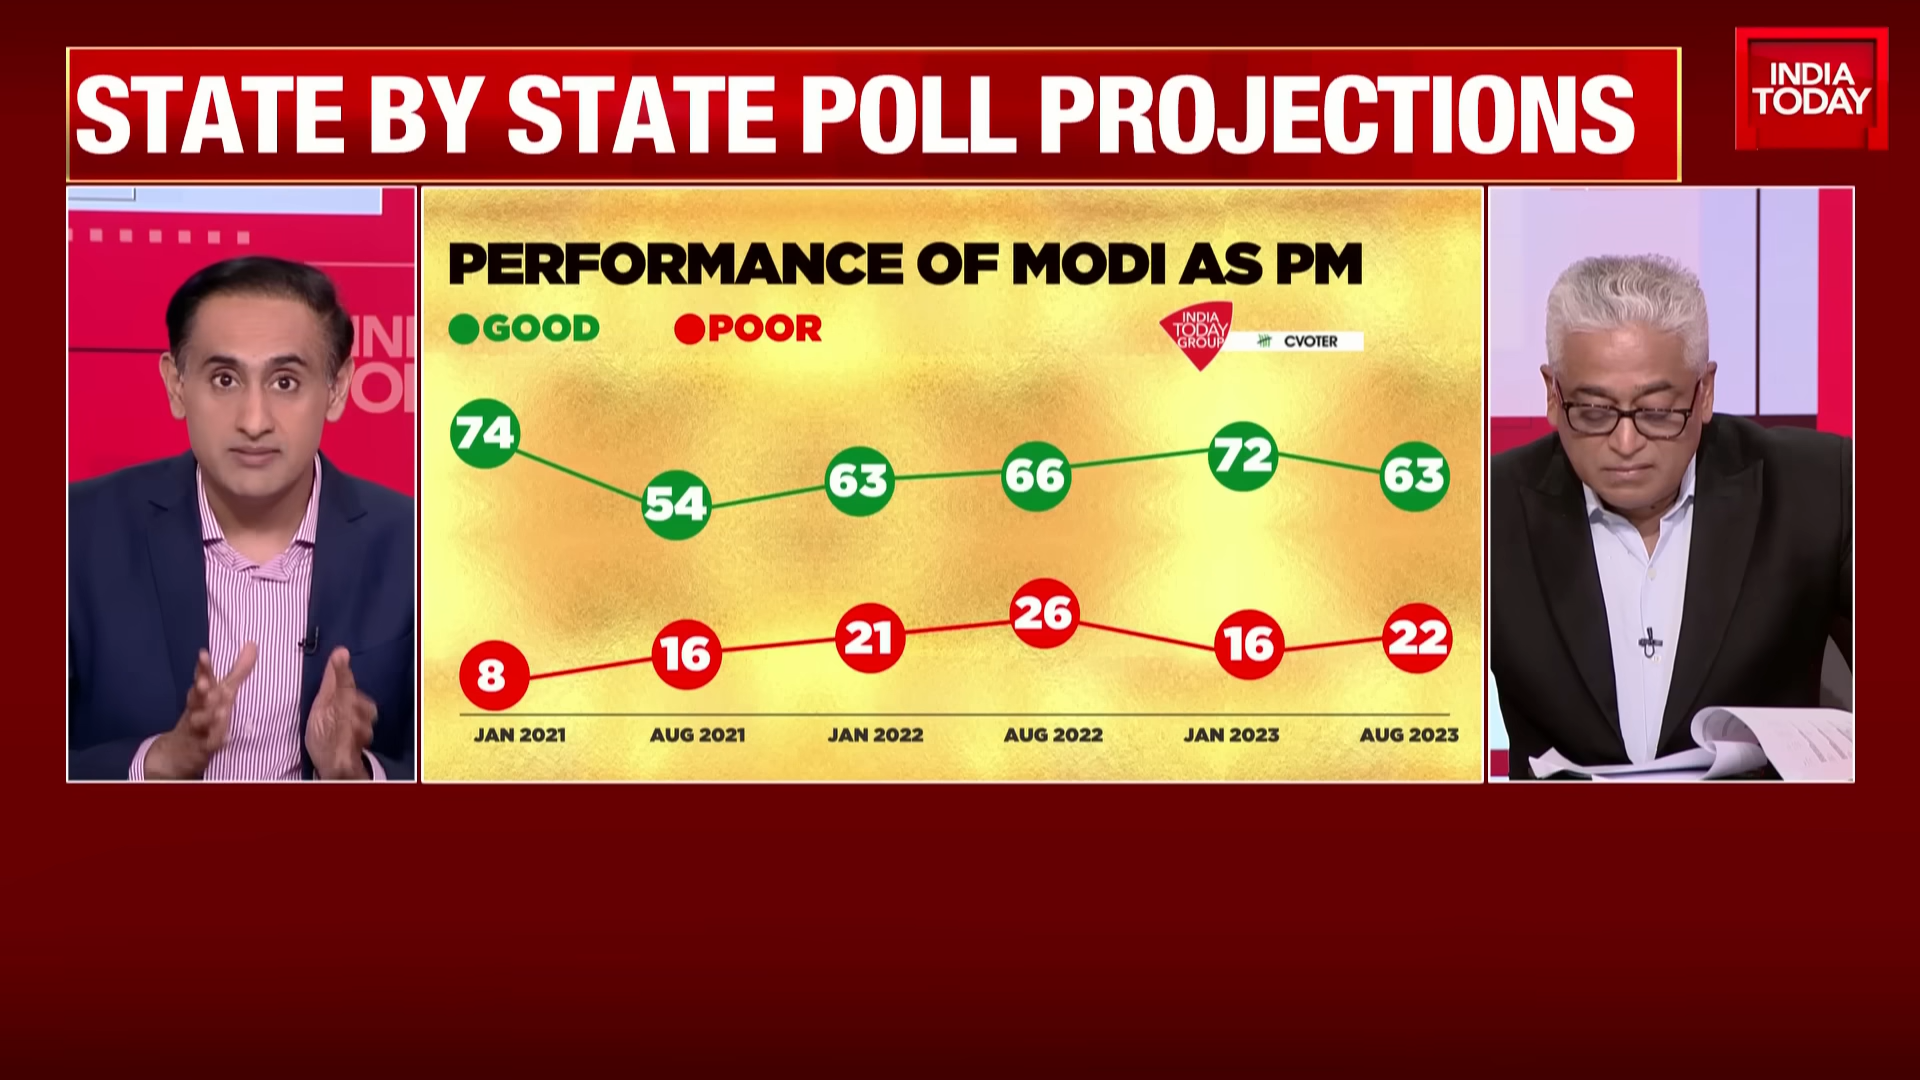 STATE BY STATE POLL PROJECTIONS
INDIA
TODAY
PERFORMANCE OF MODI AS PM
GOOD
POOR
INDIA
TODAY
GROUP
CVOTER
74
54
63
66
72
63
8
16
21
26
16
22
JAN 2021
AUG 2021
JAN 2022
AUG 2022
JAN 2023
AUG 2023